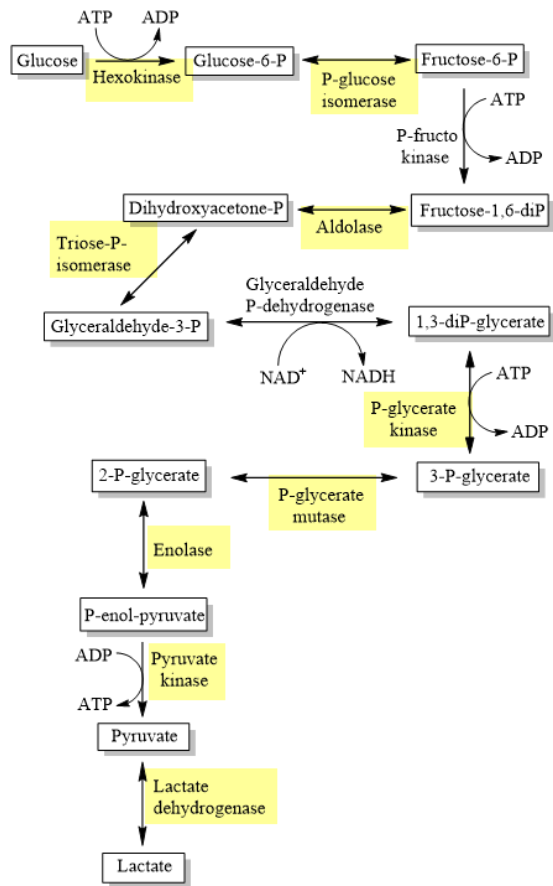 ATP ADP
Glucose Glucose-6-P Fructose-6-P
Hexokinase
P-glucose
isomerase
ATP
P-fructo
kinase
ADP
Dihydroxyacetone-P Fructose-1,6-diP
Aldolase
Triose-P-
isomerase
Glyceraldehyde
P-dehydrogenase
Glyceraldehyde-3-P 1,3-diP-glycerate
NAD+ NADH
ATP
P-glycerate
kinase
ADP
2-P-glycerate 3-P-glycerate
P-glycerate
mutase
Enolase
P-enol-pyruvate
ADP
Pyruvate
kinase
ATP
Pyruvate
Lactate
dehydrogenase
Lactate